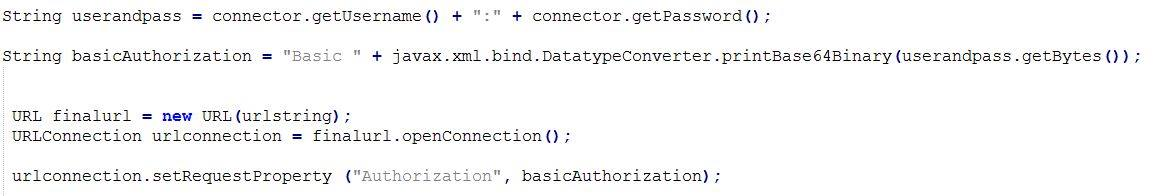 String userandpass = connector.getUsername() + ":" + connector.getPassword();
String basicAuthorization = "Basic " + javax.xml.bind.DatatypeConverter.printBase64Binary(userandpass.getBytes());
URL finalurl = new URL(urlstring);
URLConnection urlconnection = finalurl.openConnection();
urlconnection.setRequestProperty ("Authorization", basicAuthorization);